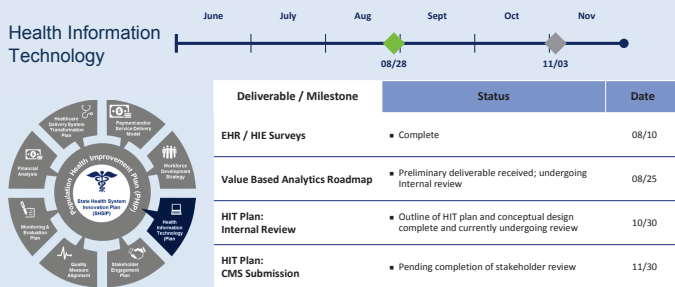 Health Information
Technology
June
July
Aug
Sept
Oct
Nov
08/28
11/03
Deliverable / Milestone
Status
Date
EHR / HIE Surveys
Complete
08/10
Value Based Analytics Roadmap
Preliminary deliverable received; undergoing
Internal review
08/25
HIT Plan:
Internal Review
Outline of HIT plan and conceptual design
complete and currently undergoing review
10/30
HIT Plan:
CMS Submission
Pending completion of stakeholder review
11/30
Healthcare
Delivery System
Transformation
Plan
Payment and/or
Service Delivery
Model
Workforce
Development
Strategy
Health
Information
Technology
(Plan
Stakeholder
Engagement
Plan
Quality
Measure
Alignment
Monitoring &
Evaluation
Plan
Financial
Analysis
Population Health Improvement Plan (PHIP)
State Health System
Innovation Plan
(SHSIP)